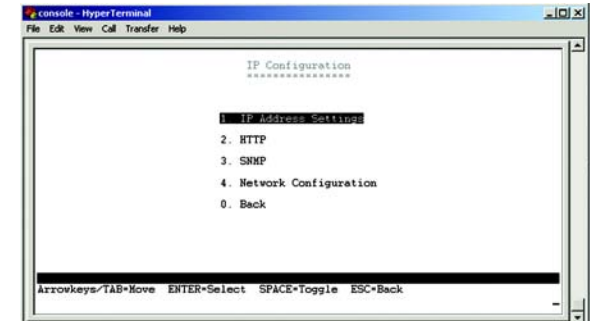 console - HyperTerminal
File Edit View Call Transfer Help
IP Configuration
================
1. IP Address Settings
2. HTTP
3. SNMP
4. Network Configuration
0. Back
Arrowkeys/TAB=Move ENTER=Select SPACE=Toggle ESC=Back